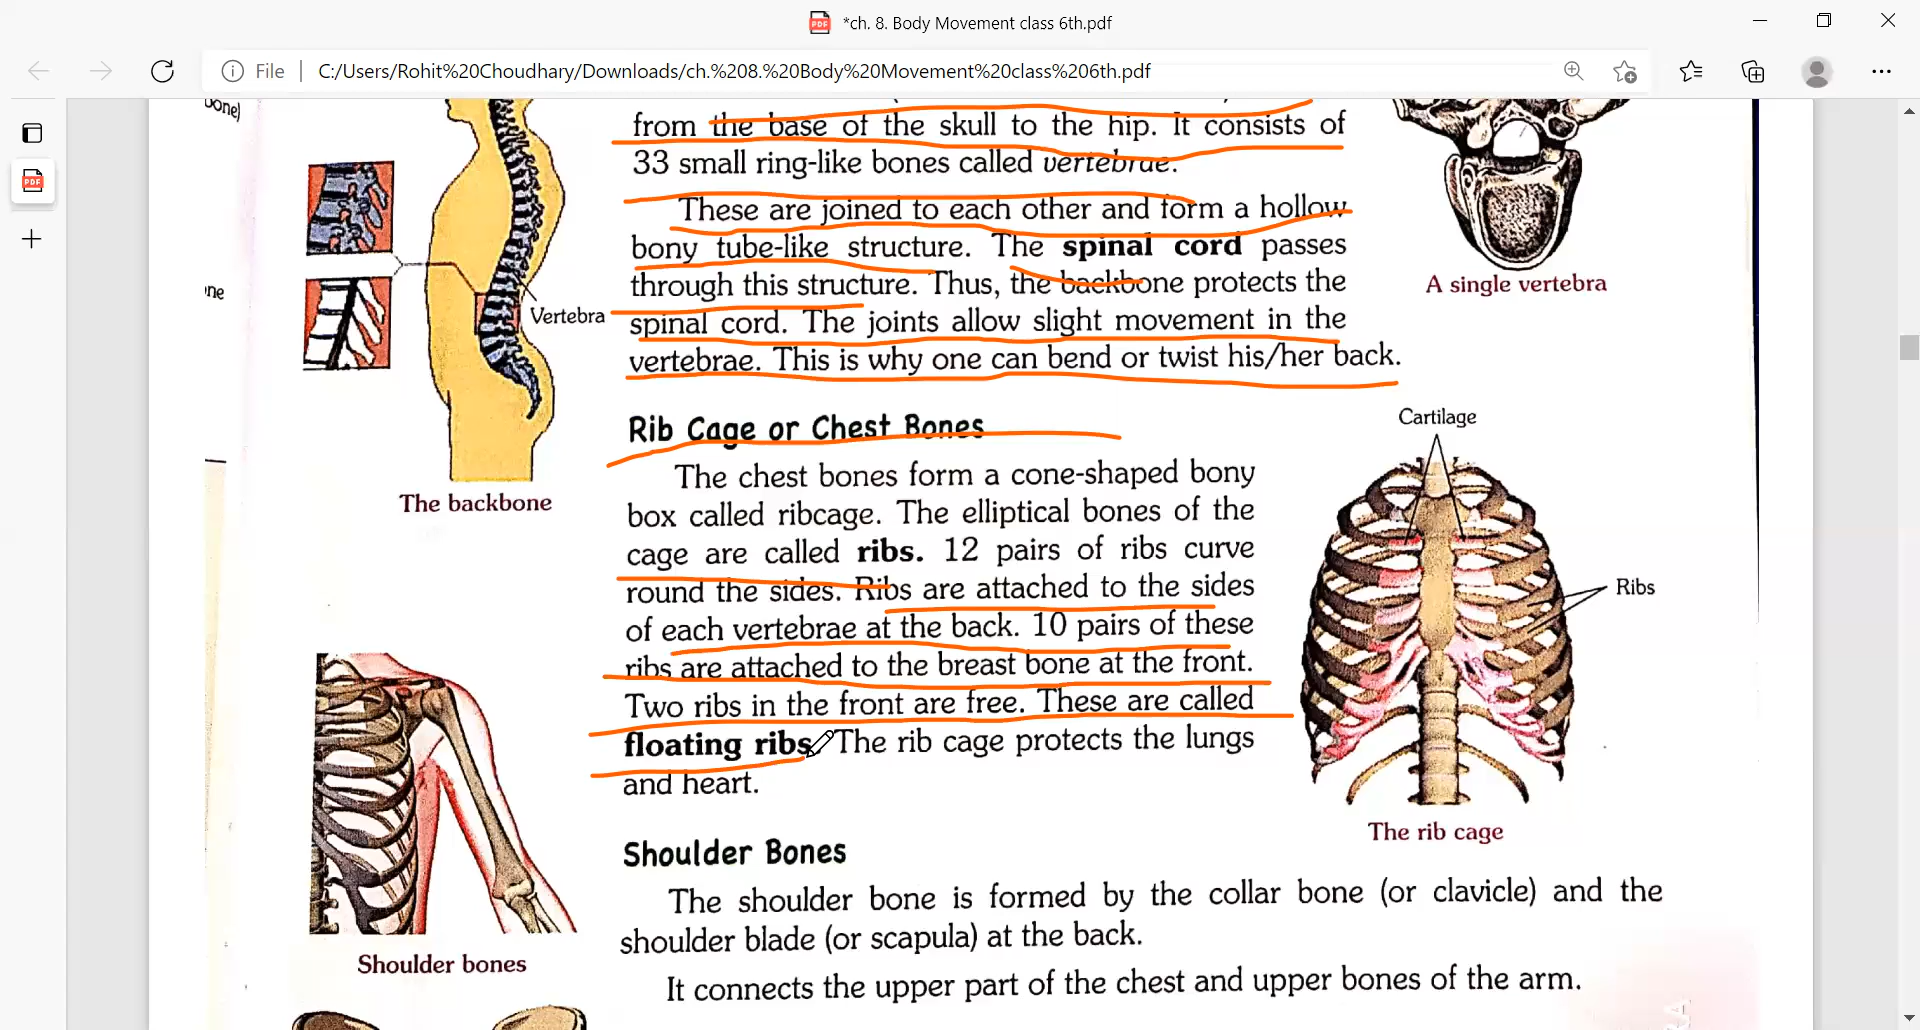 *ch. 8. Body Movement class 6th.pdf
File
C:/Users/Rohit%20Choudhary/Downloads/ch.%208.%20Body%20Movement%20class%206th.pdf
from the base of the skull to the hip. It consists of
33 small ring-like bones called vertebrae.
These are joined to each other and form a hollow
bony tube-like structure. The spinal cord passes
through this structure. Thus, the backbone protects the
spinal cord. The joints allow slight movement in the
vertebrae. This is why one can bend or twist his/her back.
Vertebra
The backbone
A single vertebra
Rib Cage or Chest Bones
The chest bones form a cone-shaped bony
box called ribcage. The elliptical bones of the
cage are called ribs. 12 pairs of ribs curve
round the sides. Ribs are attached to the sides
of each vertebrae at the back. 10 pairs of these
ribs are attached to the breast bone at the front.
Two ribs in the front are free. These are called
floating ribs. The rib cage protects the lungs
and heart.
Cartilage
Ribs
The rib cage
Shoulder Bones
The shoulder bone is formed by the collar bone (or clavicle) and the
shoulder blade (or scapula) at the back.
It connects the upper part of the chest and upper bones of the arm.
Shoulder bones